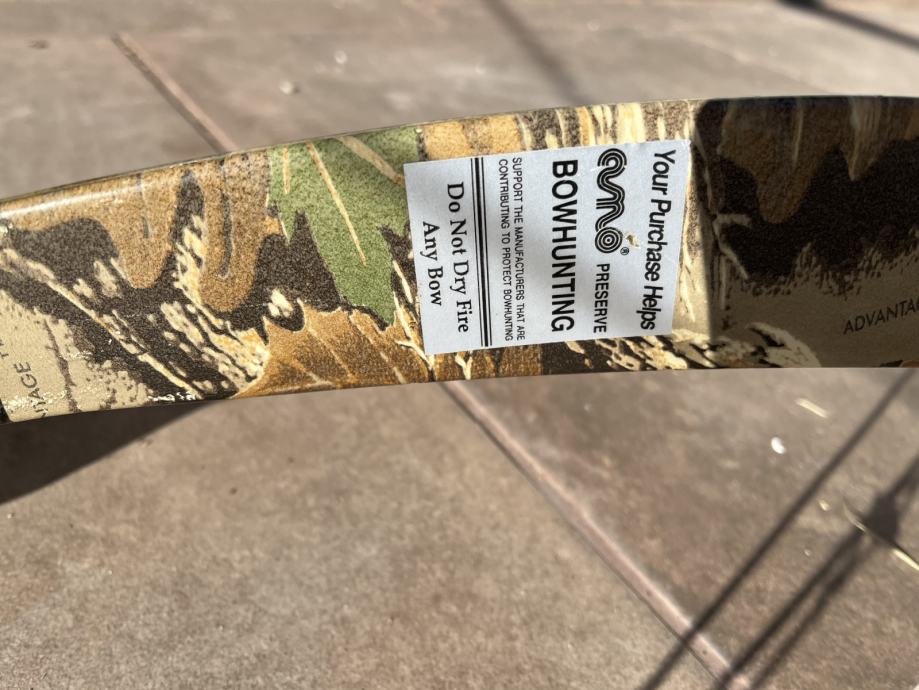 Your Purchase Helps
amo® PRESERVE
BOWHUNTING
SUPPORT THE MANUFACTURERS THAT ARE
CONTRIBUTING TO PROTECT BOWHUNTING
Do Not Dry Fire
Any Bow
ADVANTA